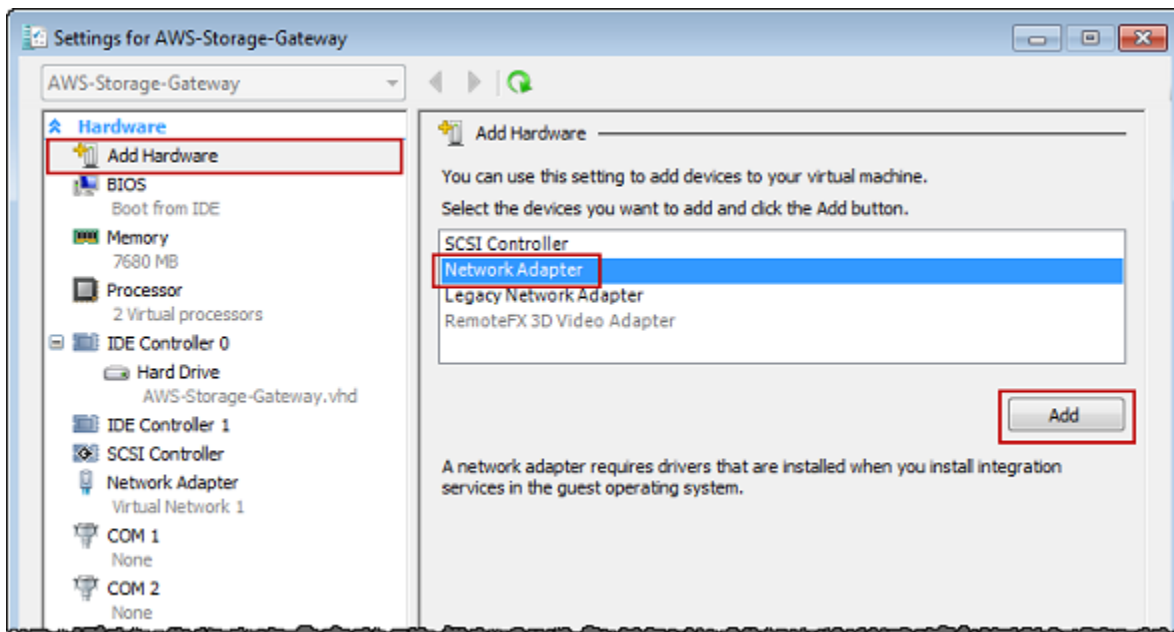 Settings for AWS-Storage-Gateway
AWS-Storage-Gateway
Hardware
Add Hardware
BIOS
Boot from IDE
Memory
7680 MB
Processor
2 Virtual processors
IDE Controller 0
Hard Drive
AWS-Storage-Gateway.vhd
IDE Controller 1
SCSI Controller
Network Adapter
Virtual Network 1
COM 1
None
COM 2
None
Add Hardware
You can use this setting to add devices to your virtual machine.
Select the devices you want to add and click the Add button.
SCSI Controller
Network Adapter
Legacy Network Adapter
RemoteFX 3D Video Adapter
Add
A network adapter requires drivers that are installed when you install integration
services in the guest operating system.